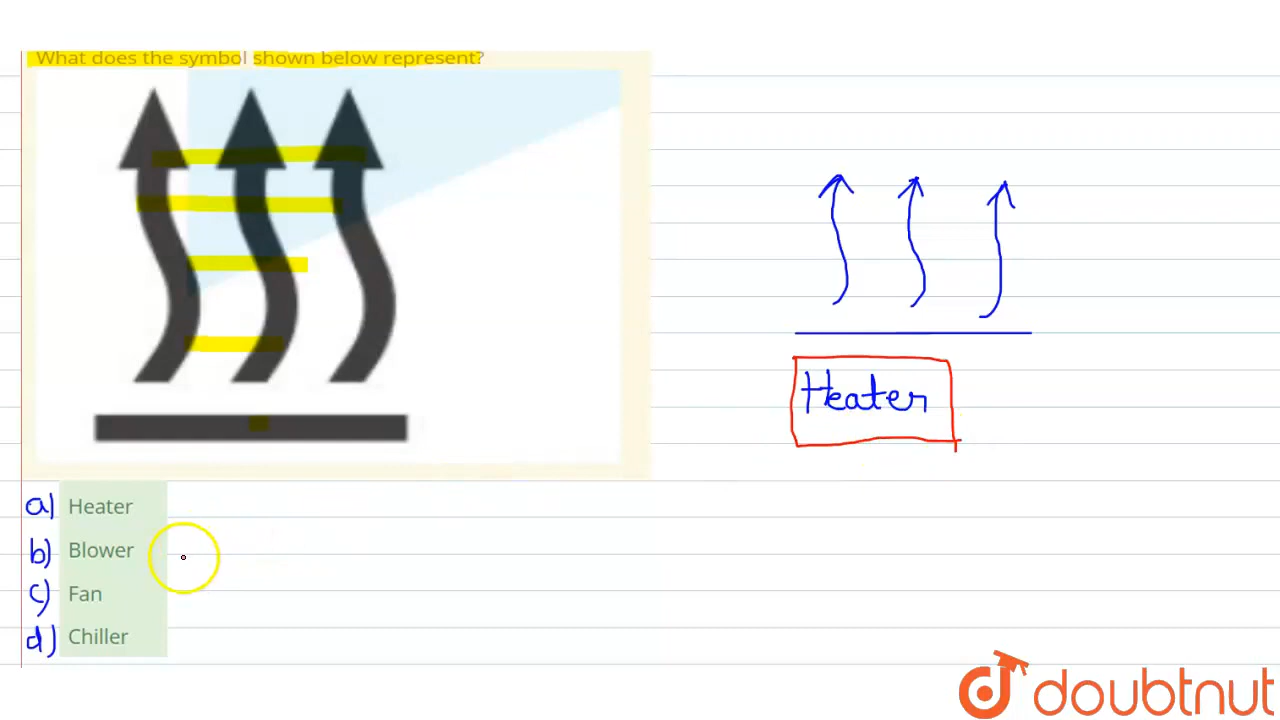 What does the symbol shown below represent?
Heater
a) Heater
b) Blower
c) Fan
d) Chiller
doubtnut